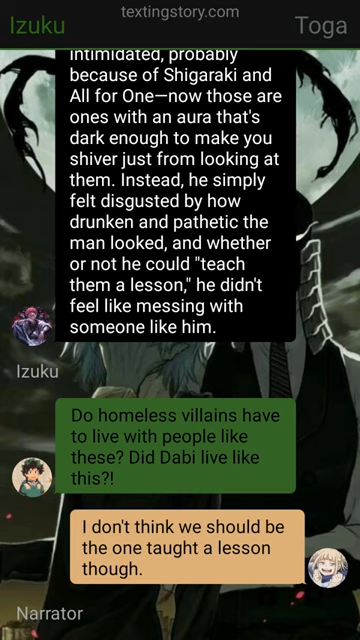 textingstory.com
Izuku
Toga
intimidated, probably
because of Shigaraki and
All for One—now those are
ones with an aura that's
dark enough to make you
shiver just from looking at
them. Instead, he simply
felt disgusted by how
drunken and pathetic the
man looked, and whether
or not he could "teach
them a lesson," he didn't
feel like messing with
someone like him.
Izuku
Do homeless villains have
to live with people like
these? Did Dabi live like
this?!
I don't think we should be
the one taught a lesson
though.
Narrator